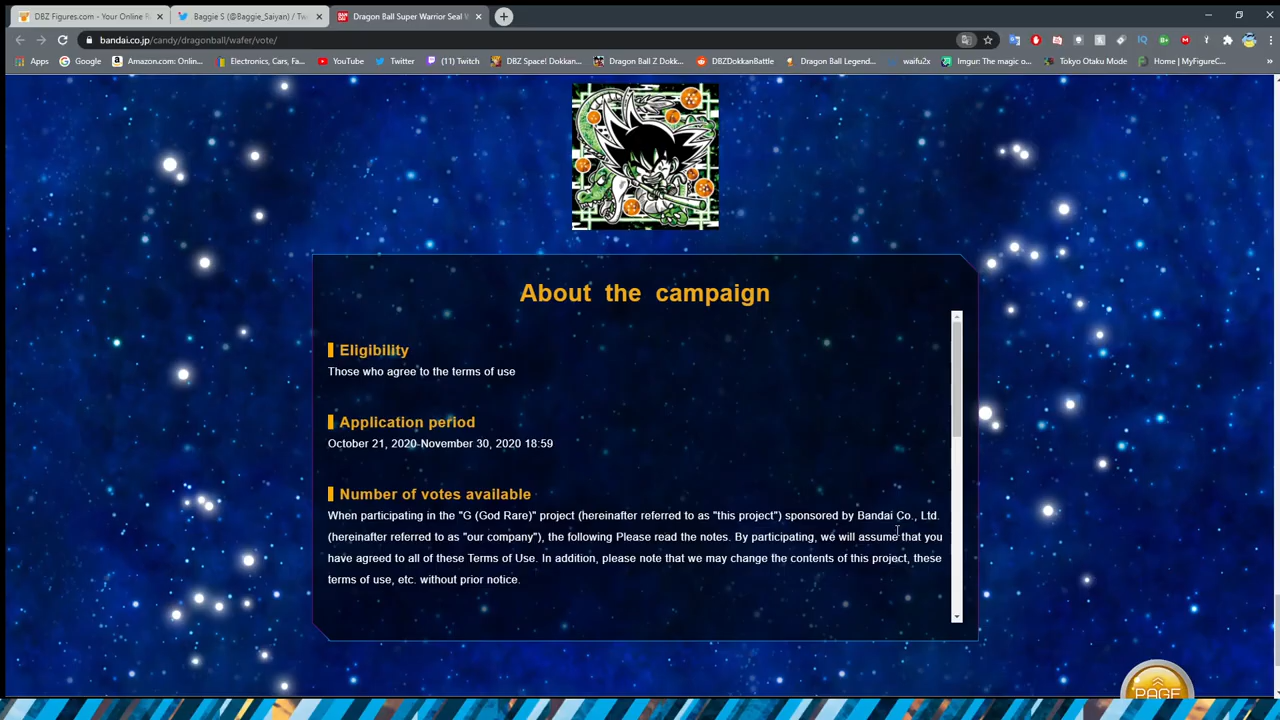 DBZ Figures.com - Your Online R
Baggie S (@Baggie_Saiyan) / Tw
Dragon Ball Super Warrior Seal W
bandai.co.jp/candy/dragonball/wafer/vote/
Apps
Google
Amazon.com: Onlin...
Electronics, Cars, Fa...
YouTube
Twitter
(11) Twitch
DBZ Space! Dokkan...
Dragon Ball Z Dokk...
DBZDokkanBattle
Dragon Ball Legend...
waifu2x
Imgur: The magic o...
Tokyo Otaku Mode
Home | MyFigureC...
About the campaign
Eligibility
Those who agree to the terms of use
Application period
October 21, 2020-November 30, 2020 18:59
Number of votes available
When participating in the "G (God Rare)" project (hereinafter referred to as "this project") sponsored by Bandai Co., Ltd.
(hereinafter referred to as "our company"), the following Please read the notes. By participating, we will assume that you
have agreed to all of these Terms of Use. In addition, please note that we may change the contents of this project, these
terms of use, etc. without prior notice.
PAGE